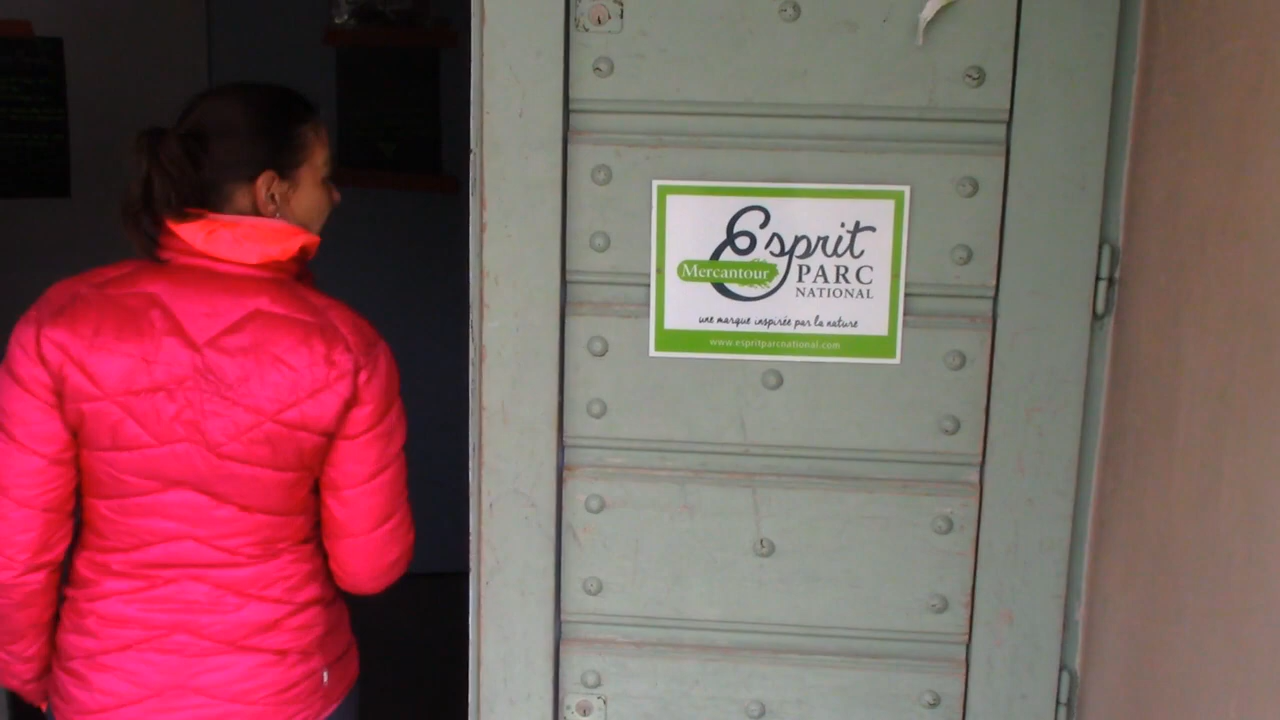 Esprit
Mercantour
PARC
NATIONAL
une marque inspirée par la nature
www.espritparcnational.com